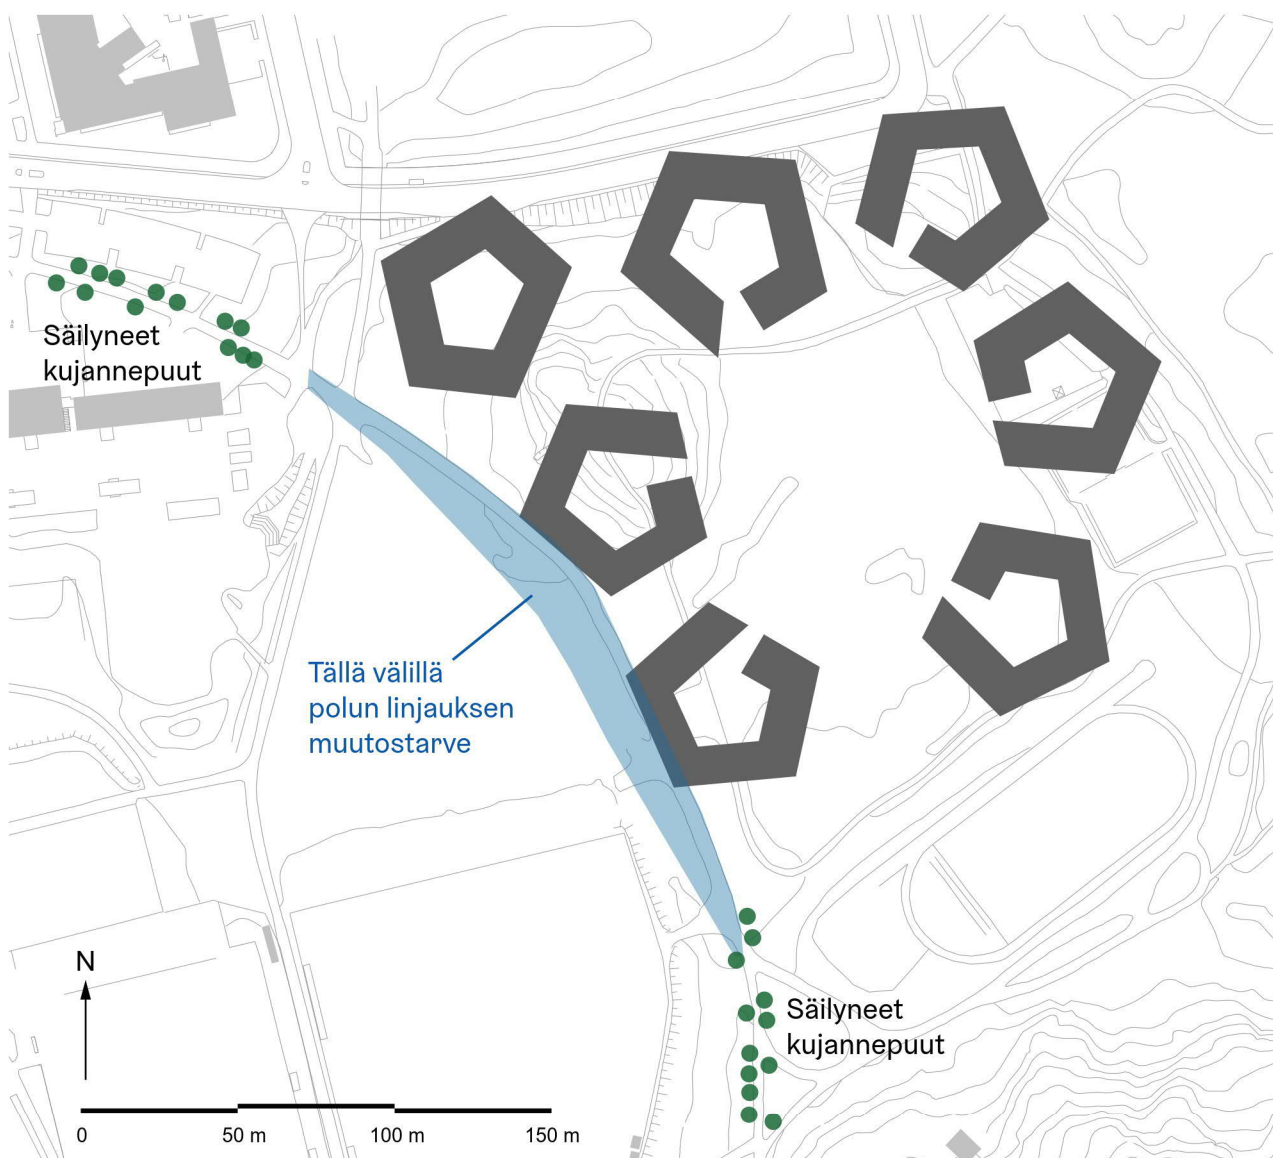 Säilyneet
kujannepuut
Tällä välillä
polun linjauksen
muutostarve
N
Säilyneet
kujannepuut
0 50 m 100 m 150 m